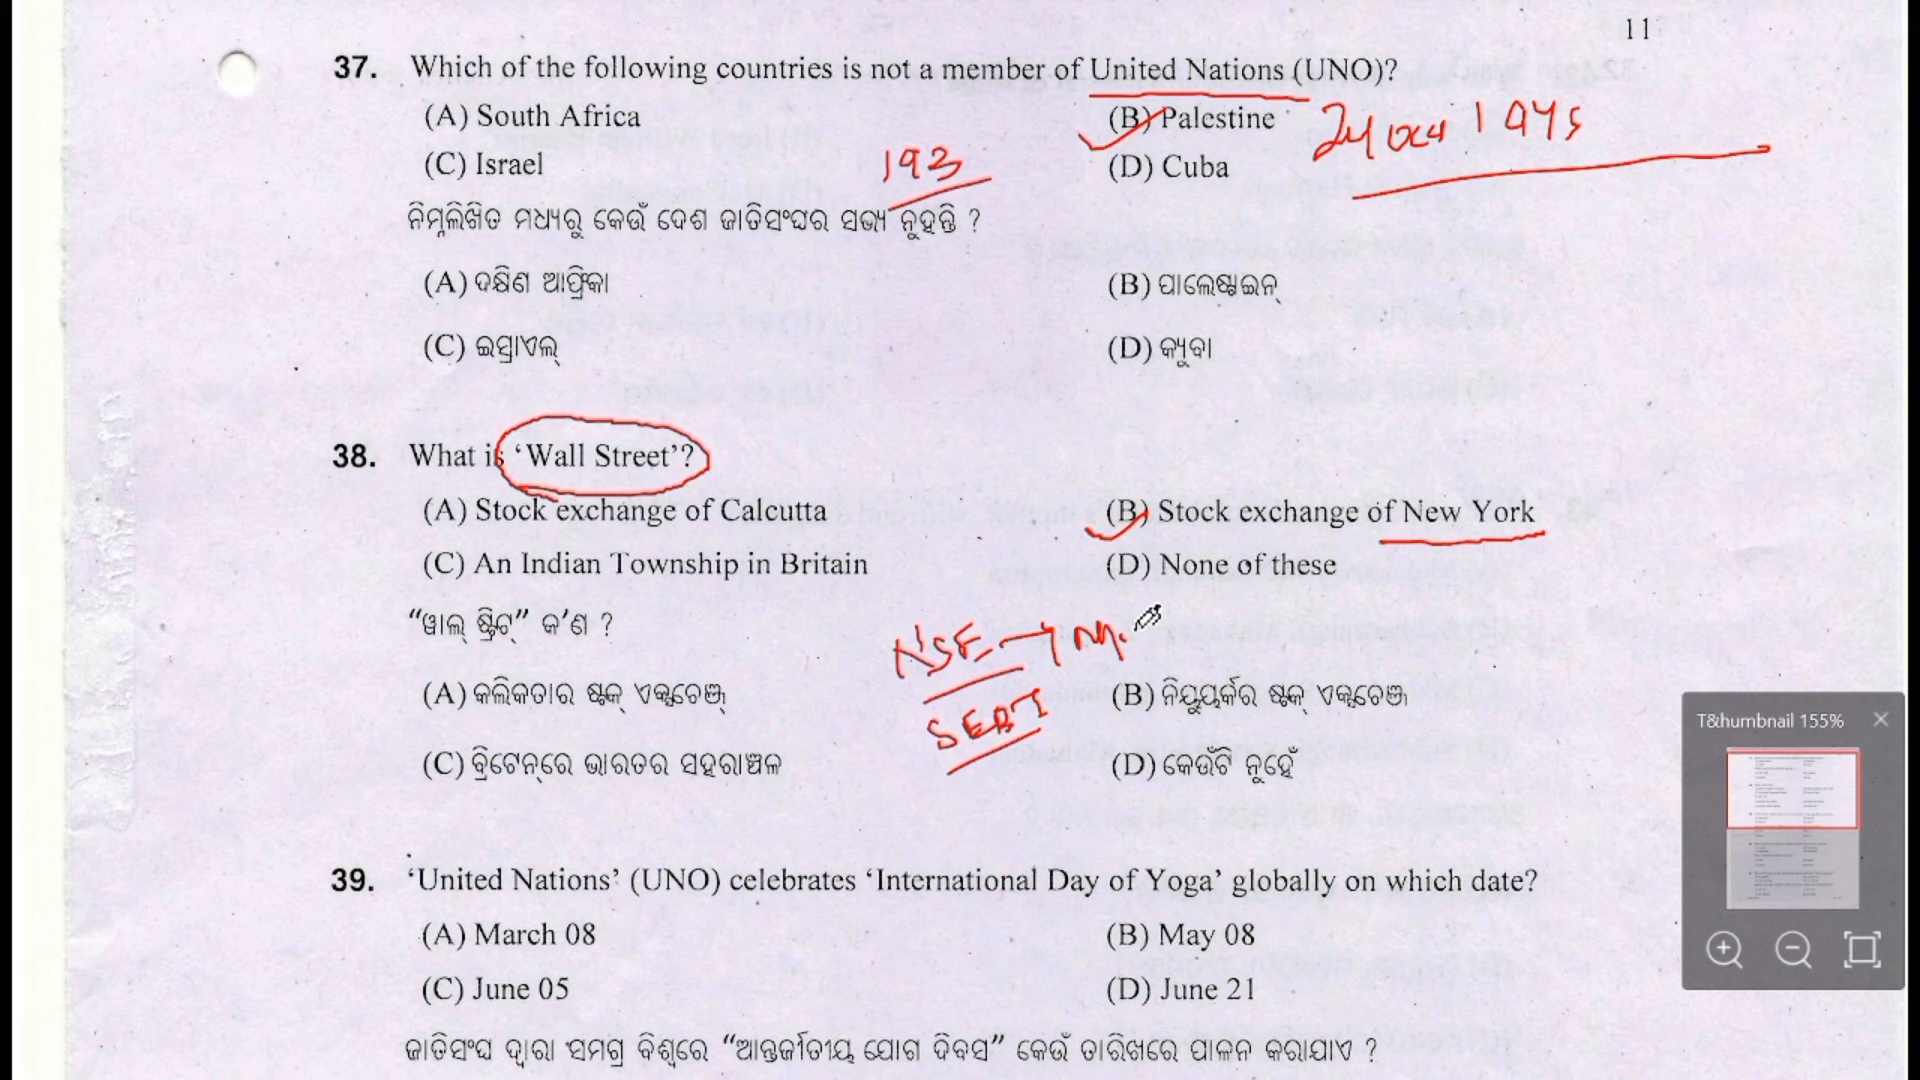 11
37. Which of the following countries is not a member of United Nations (UNO)?
(A) South Africa (B) Palestine 24 Oct 1945
(C) Israel 193 (D) Cuba
ନିମ୍ନଲିଖିତ ମଧ୍ୟରୁ କେଉଁ ଦେଶ ଜାତିସଂଘର ସଭ୍ୟ ନୁହନ୍ତି ?
(A) ଦକ୍ଷିଣ ଆଫ୍ରିକା (B) ପାଲେଷ୍ଟାଇନ୍
(C) ଇସ୍ରାଏଲ୍ (D) କ୍ୟୁବା
38. What is ‘Wall Street’?
(A) Stock exchange of Calcutta (B) Stock exchange of New York
(C) An Indian Township in Britain (D) None of these
“ୱାଲ୍ ଷ୍ଟ୍ରିଟ୍” କ’ଣ ?
NSE
(A) କଲିକତାର ଷ୍ଟକ୍ ଏକ୍ସଚେଞ୍ଜ୍ (B) ନିୟୁୟର୍କର ଷ୍ଟକ୍ ଏକ୍ସଚେଞ୍ଜ
SEBI
(C) ବ୍ରିଟେନ୍‌ରେ ଭାରତର ସହରାଞ୍ଚଳ (D) କେଉଁଟି ନୁହେଁ
39. ‘United Nations’ (UNO) celebrates ‘International Day of Yoga’ globally on which date?
(A) March 08 (B) May 08
(C) June 05 (D) June 21
ଜାତିସଂଘ ଦ୍ୱାରା ସମଗ୍ର ବିଶ୍ୱରେ “ଆନ୍ତର୍ଜାତୀୟ ଯୋଗ ଦିବସ” କେଉଁ ତାରିଖରେ ପାଳନ କରାଯାଏ ?
T&humbnail 155%